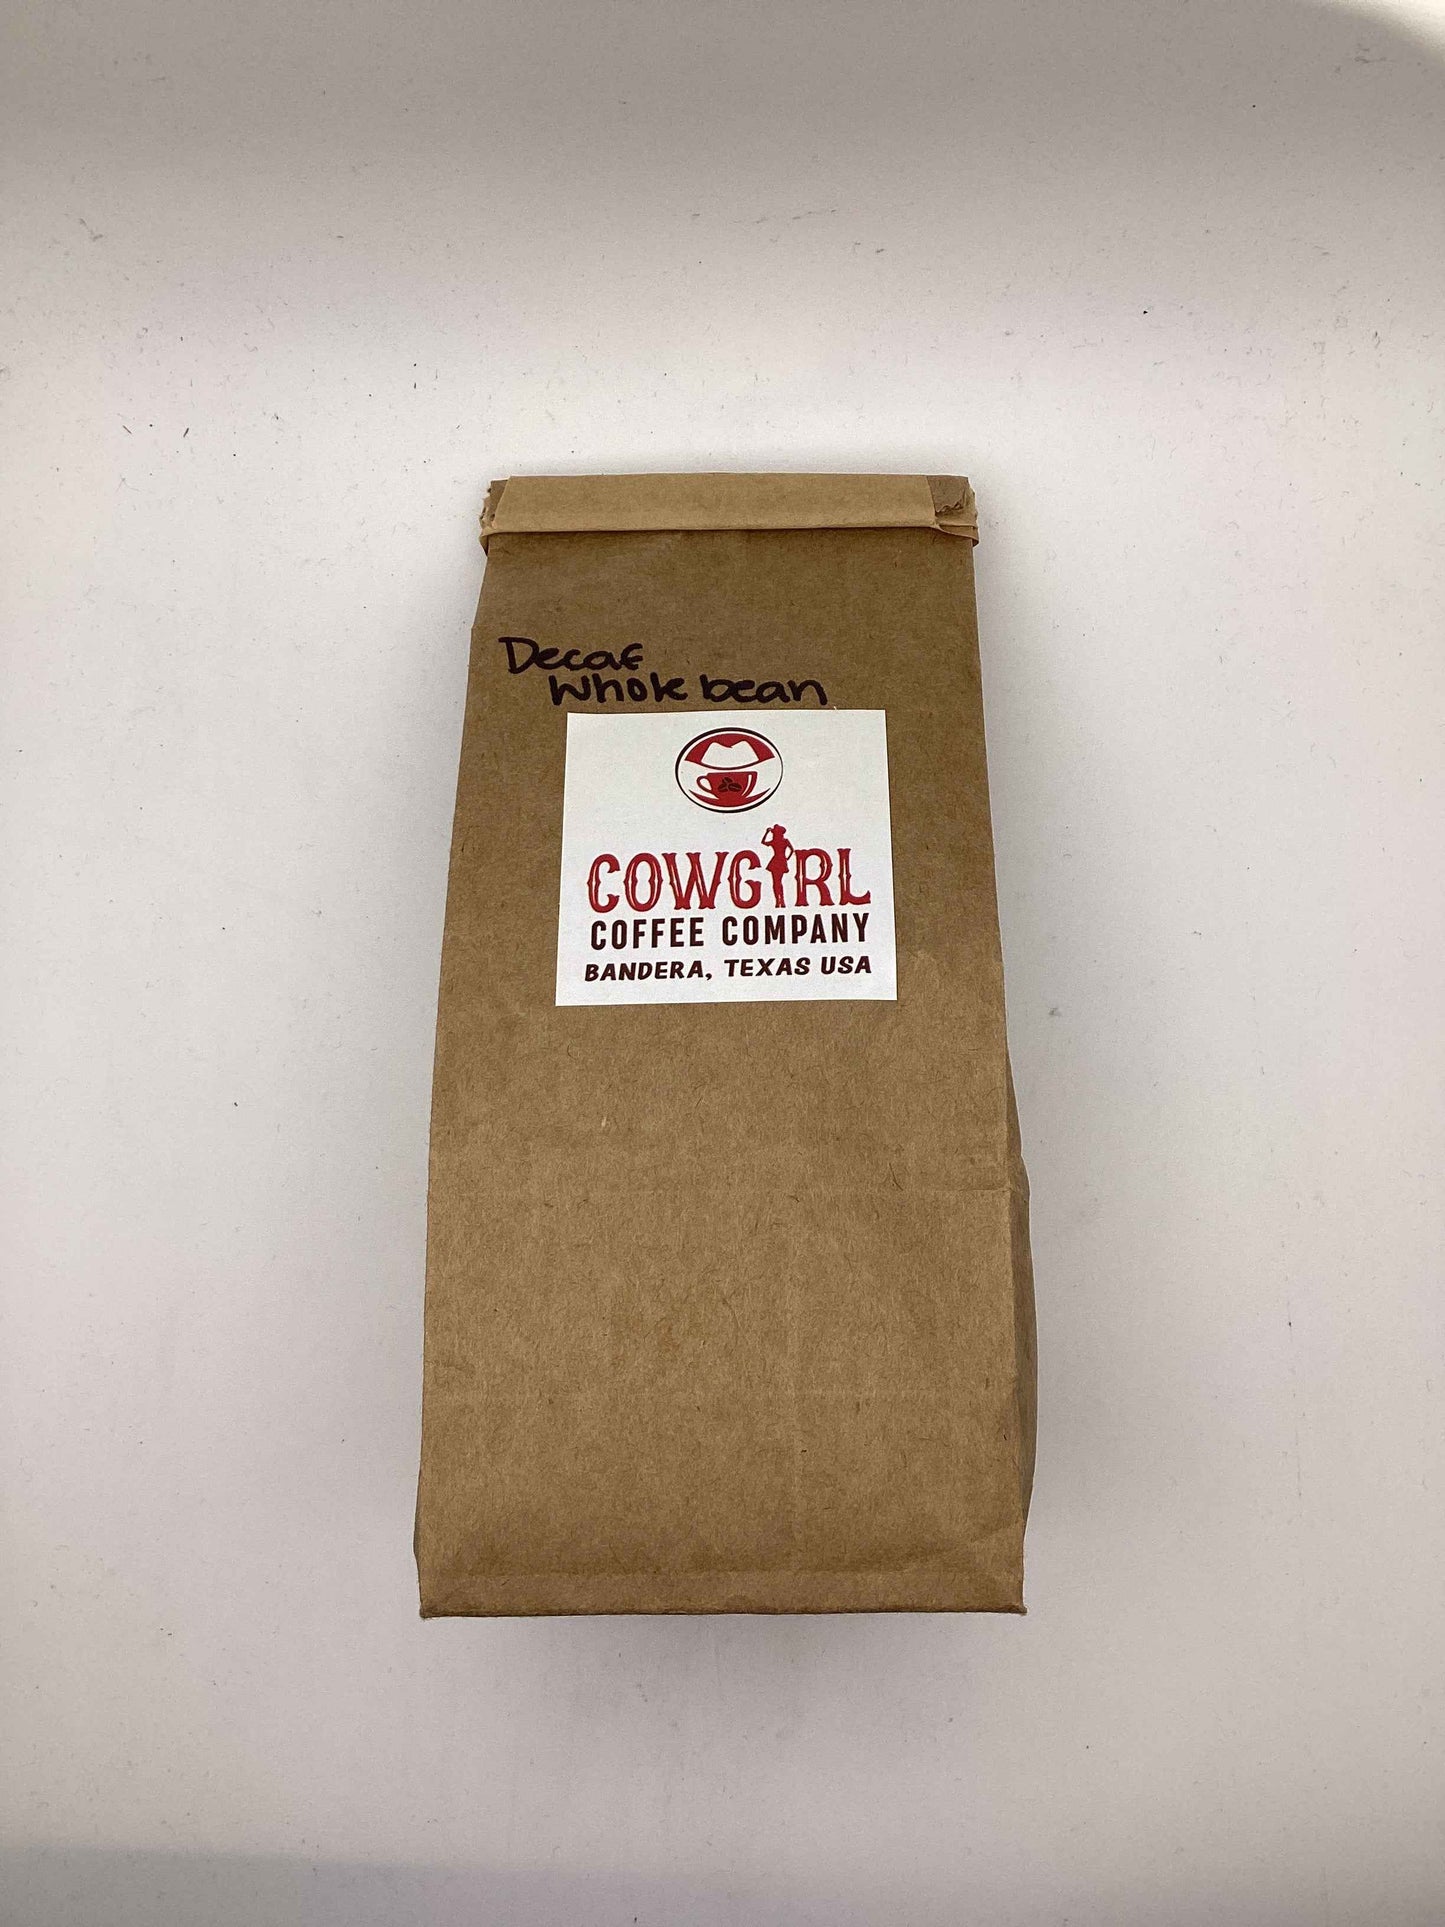 Decaf
Whole bean
COWGIRL
COFFEE COMPANY
BANDERA, TEXAS USA